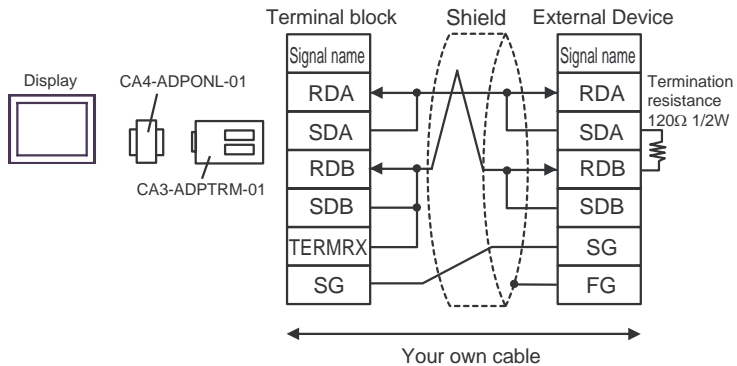 Terminal block
Shield
External Device
Signal name
RDA
SDA
RDB
SDB
TERMRX
SG
Signal name
RDA
SDA
RDB
SDB
SG
FG
Display
CA4-ADPONL-01
CA3-ADPTRM-01
Termination
resistance
120Ω 1/2W
Your own cable